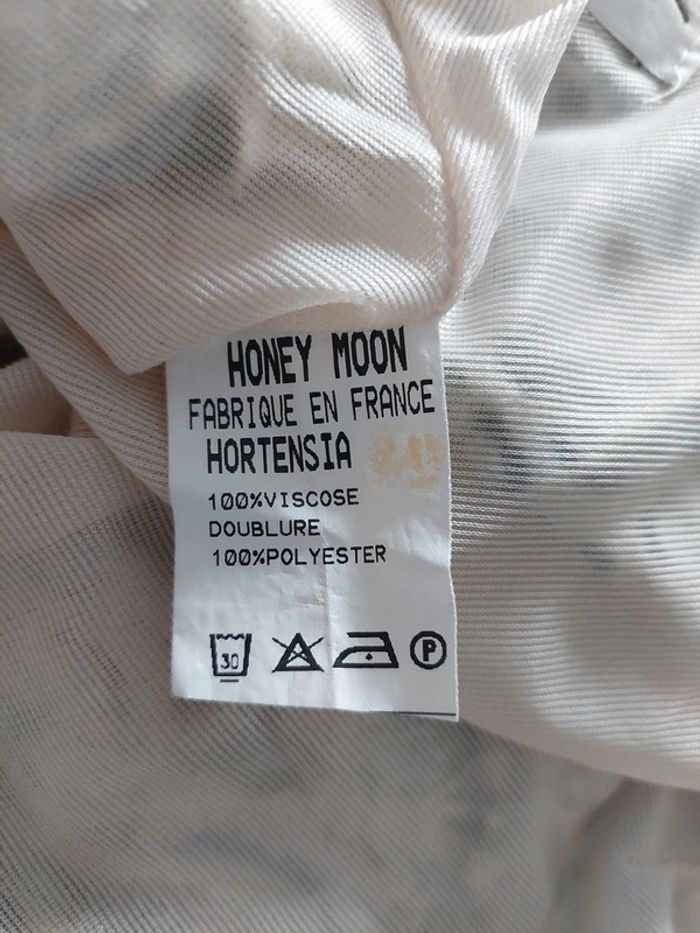 HONEY MOON
FABRIQUE EN FRANCE
HORTENSIA
100%VISCOSE
DOUBLURE
100%POLYESTER
30
P